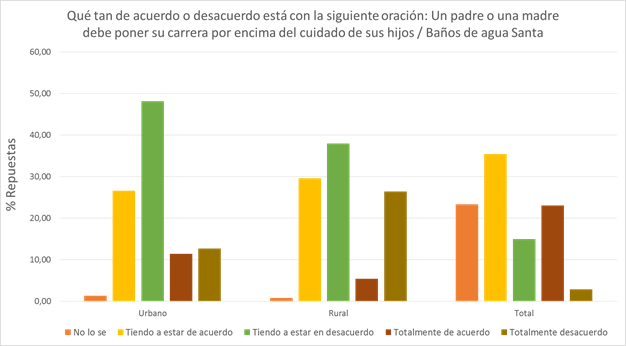 Qué tan de acuerdo o desacuerdo está con la siguiente oración: Un padre o una madre
debe poner su carrera por encima del cuidado de sus hijos / Baños de agua Santa
% Repuestas
60,00
50,00
40,00
30,00
20,00
10,00
0,00
Urbano Rural Total
No lo se Tiendo a estar de acuerdo Tiendo a estar en desacuerdo Totalmente de acuerdo Totalmente desacuerdo